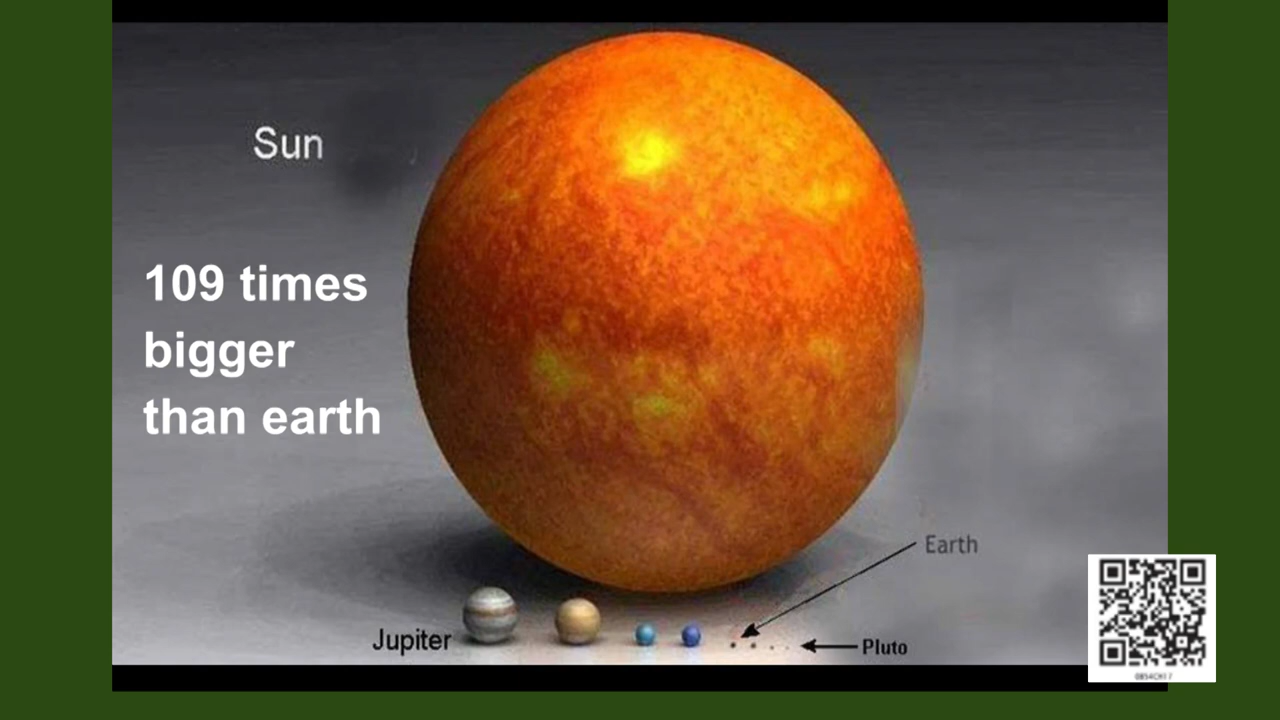 Sun
109 times
bigger
than earth
Earth
Jupiter
Pluto